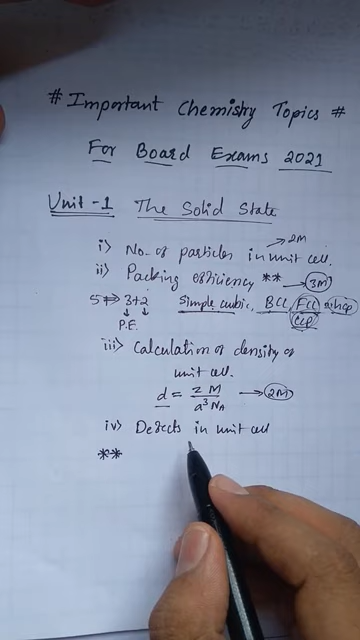 # Important Chemistry Topics #
For Board Exams 2021
Unit-1 The Solid State
i) No. of particles in unit cell. → 2M
ii) Packing efficiency ** → 3M
5 ⇒ 3+2 Simple cubic, BCC, FCC = hcp
↓ ↓ CCP
P.E.
iii) Calculation of density of
unit cell.
d = Z M / a³ NA → 2M
iv) Defects in unit cell
**